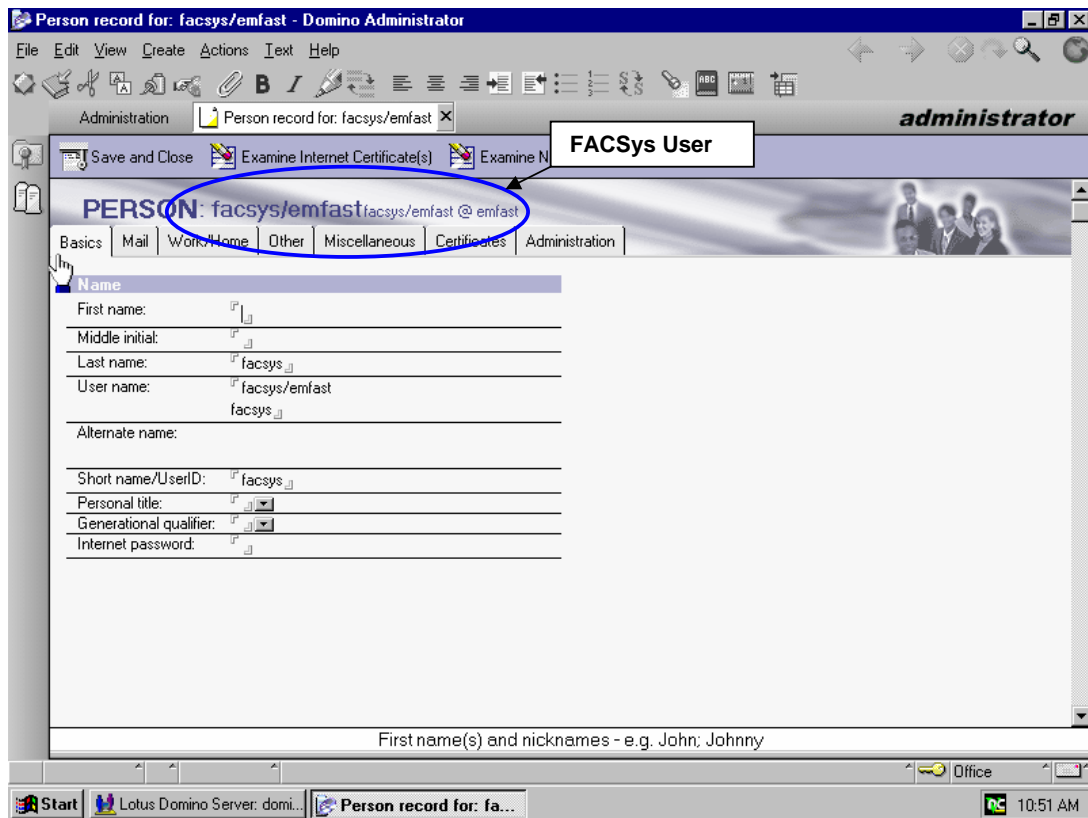 Person record for: facsys/emfast - Domino Administrator
File Edit View Create Actions Text Help
B I ABC
Administration Person record for: facsys/emfast administrator
FACSys User
Save and Close Examine Internet Certificate(s) Examine N
PERSON: facsys/emfast facsys/emfast @ emfast
Basics Mail Work/Home Other Miscellaneous Certificates Administration
Name
First name:
Middle initial:
Last name: facsys
User name: facsys/emfast
facsys
Alternate name:
Short name/UserID: facsys
Personal title:
Generational qualifier:
Internet password:
First name(s) and nicknames - e.g. John; Johnny
Office
Start Lotus Domino Server: domi... Person record for: fa... 10:51 AM